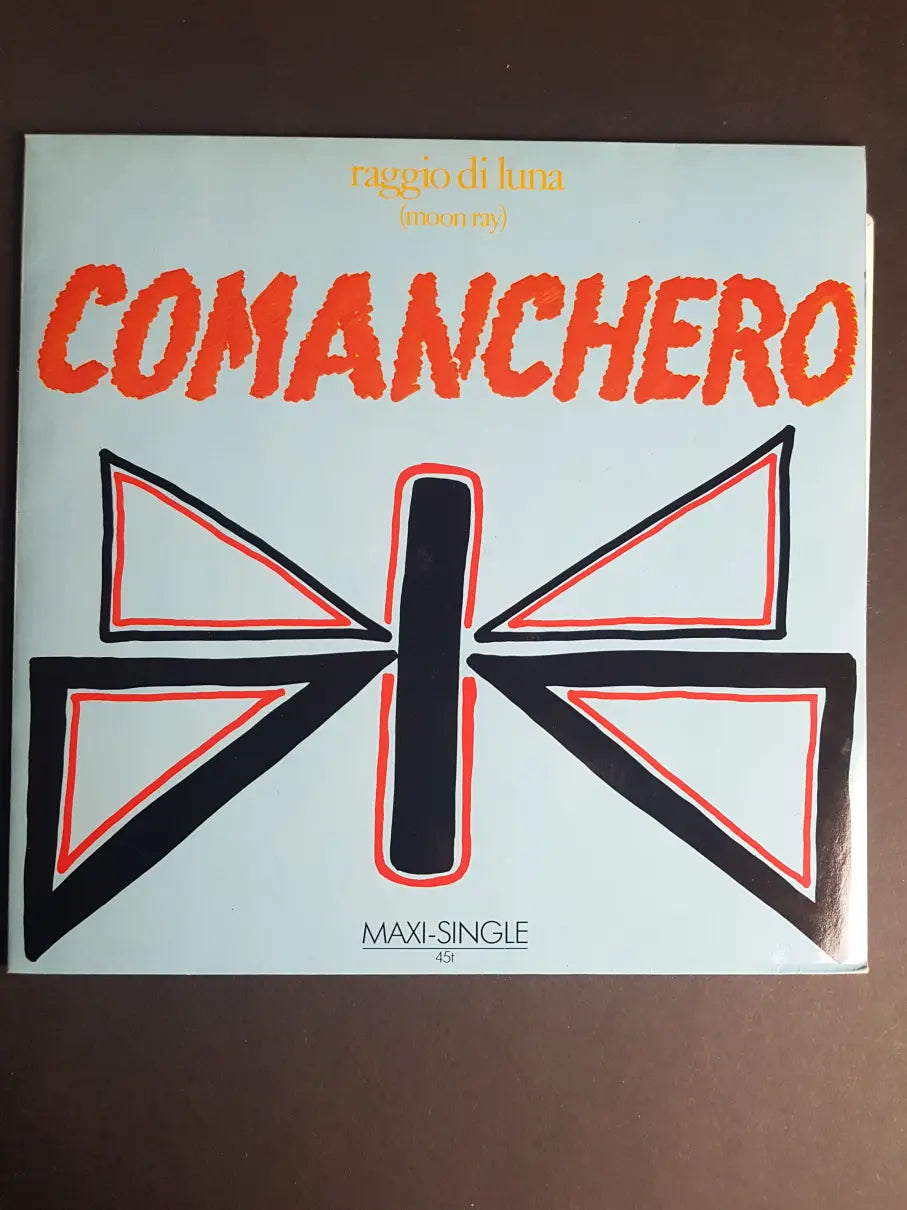 raggio di luna
(moon ray)
COMANCHERO
MAXI-SINGLE
45t